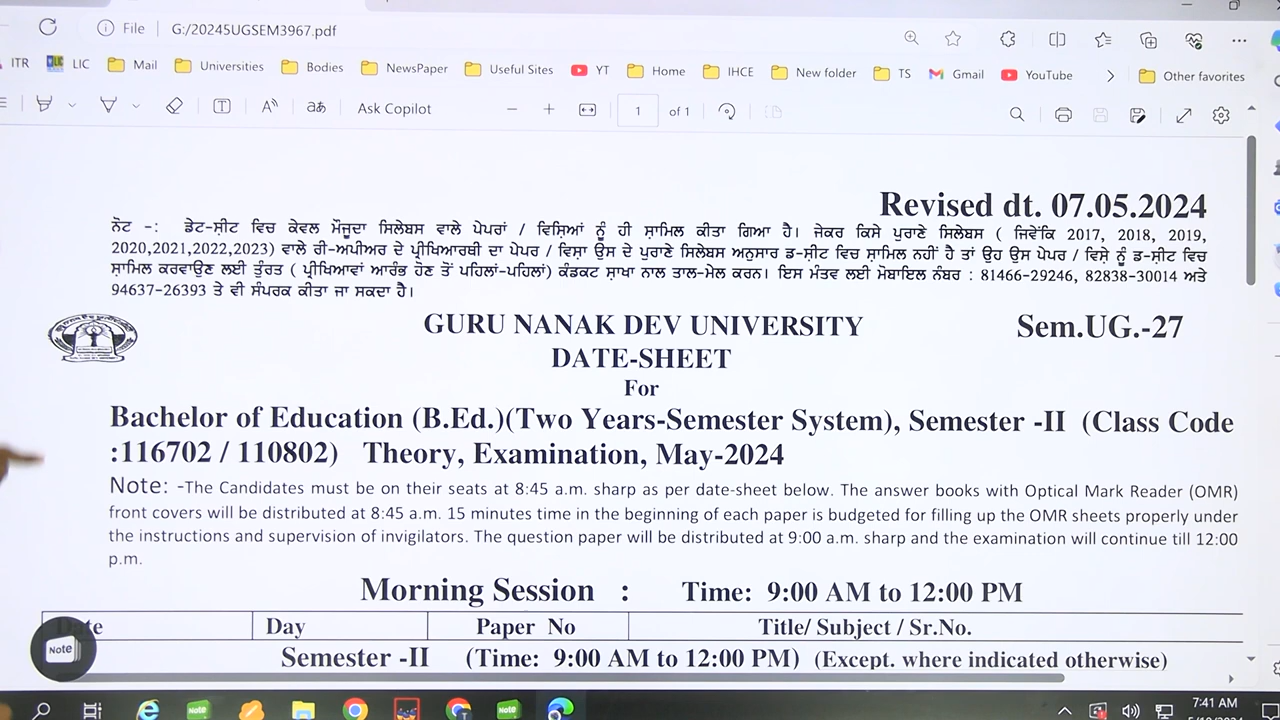 File G:/20245UGSEM3967.pdf
ITR LIC Mail Universities Bodies NewsPaper Useful Sites YT Home IHCE New folder TS Gmail YouTube Other favorites
T A aあ Ask Copilot 1 of 1
Revised dt. 07.05.2024
ਨੋਟ -: ਡੇਟ-ਸ਼ੀਟ ਵਿਚ ਕੇਵਲ ਮੌਜੂਦਾ ਸਿਲੇਬਸ ਵਾਲੇ ਪੇਪਰਾਂ / ਵਿਸ਼ਿਆਂ ਨੂੰ ਹੀ ਸ਼ਾਮਿਲ ਕੀਤਾ ਗਿਆ ਹੈ। ਜੇਕਰ ਕਿਸੇ ਪੁਰਾਣੇ ਸਿਲੇਬਸ ( ਜਿਵੇਂਕਿ 2017, 2018, 2019,
2020,2021,2022,2023) ਵਾਲੇ ਰੀ-ਅਪੀਅਰ ਦੇ ਪ੍ਰੀਖਿਆਰਥੀ ਦਾ ਪੇਪਰ / ਵਿਸ਼ਾ ਉਸ ਦੇ ਪੁਰਾਣੇ ਸਿਲੇਬਸ ਅਨੁਸਾਰ ਡ-ਸ਼ੀਟ ਵਿਚ ਸ਼ਾਮਿਲ ਨਹੀਂ ਹੈ ਤਾਂ ਉਹ ਉਸ ਪੇਪਰ / ਵਿਸ਼ੇ ਨੂੰ ਡ-ਸ਼ੀਟ ਵਿਚ
ਸ਼ਾਮਿਲ ਕਰਵਾਉਣ ਲਈ ਤੁੰਰਤ ( ਪ੍ਰੀਖਿਆਵਾਂ ਆਰੰਭ ਹੋਣ ਤੋਂ ਪਹਿਲਾਂ-ਪਹਿਲਾਂ) ਕੰਡਕਟ ਸ਼ਾਖਾ ਨਾਲ ਤਾਲ-ਮੇਲ ਕਰਨ। ਇਸ ਮੰਤਵ ਲਈ ਮੋਬਾਇਲ ਨੰਬਰ : 81466-29246, 82838-30014 ਅਤੇ
94637-26393 ਤੇ ਵੀ ਸੰਪਰਕ ਕੀਤਾ ਜਾ ਸਕਦਾ ਹੈ।
GURU NANAK DEV UNIVERSITY Sem.UG.-27
DATE-SHEET
For
Bachelor of Education (B.Ed.)(Two Years-Semester System), Semester -II (Class Code
:116702 / 110802) Theory, Examination, May-2024
Note: -The Candidates must be on their seats at 8:45 a.m. sharp as per date-sheet below. The answer books with Optical Mark Reader (OMR)
front covers will be distributed at 8:45 a.m. 15 minutes time in the beginning of each paper is budgeted for filling up the OMR sheets properly under
the instructions and supervision of invigilators. The question paper will be distributed at 9:00 a.m. sharp and the examination will continue till 12:00
p.m.
Morning Session : Time: 9:00 AM to 12:00 PM
Date Day Paper No Title/ Subject / Sr.No.
Note
Semester -II (Time: 9:00 AM to 12:00 PM) (Except. where indicated otherwise)
Note Note 7:41 AM